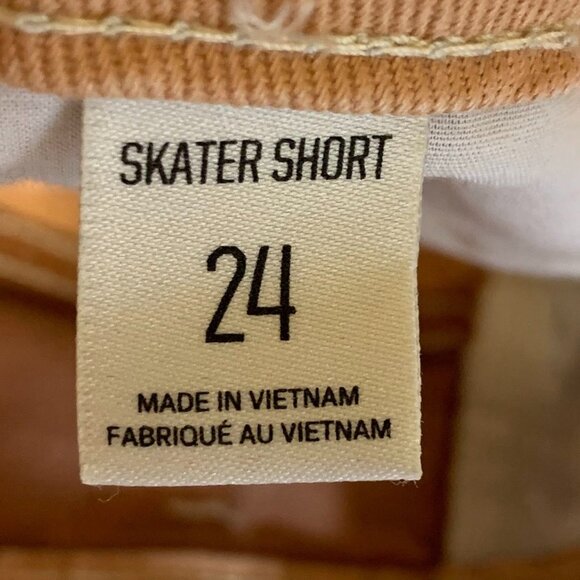 SKATER SHORT
24
MADE IN VIETNAM
FABRIQUÉ AU VIETNAM